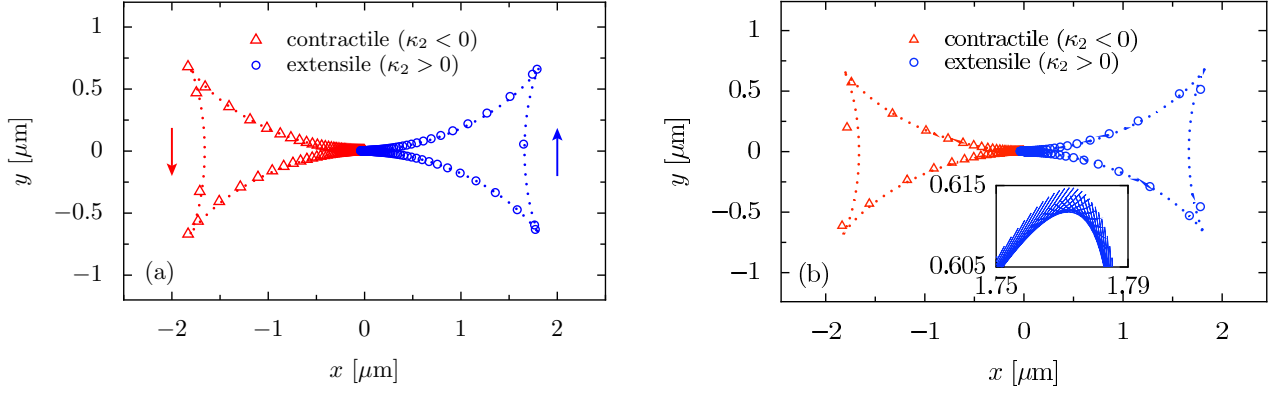 1
0.5
0
−0.5
−1
y [μm]
△ contractile (κ₂ < 0)
○ extensile (κ₂ > 0)
(a)
−2 −1 0 1 2
x [μm]
1
0.5
0
−0.5
−1
y [μm]
△ contractile (κ₂ < 0)
○ extensile (κ₂ > 0)
0.615
0.605
1.75 1.79
(b)
−2 −1 0 1 2
x [μm]